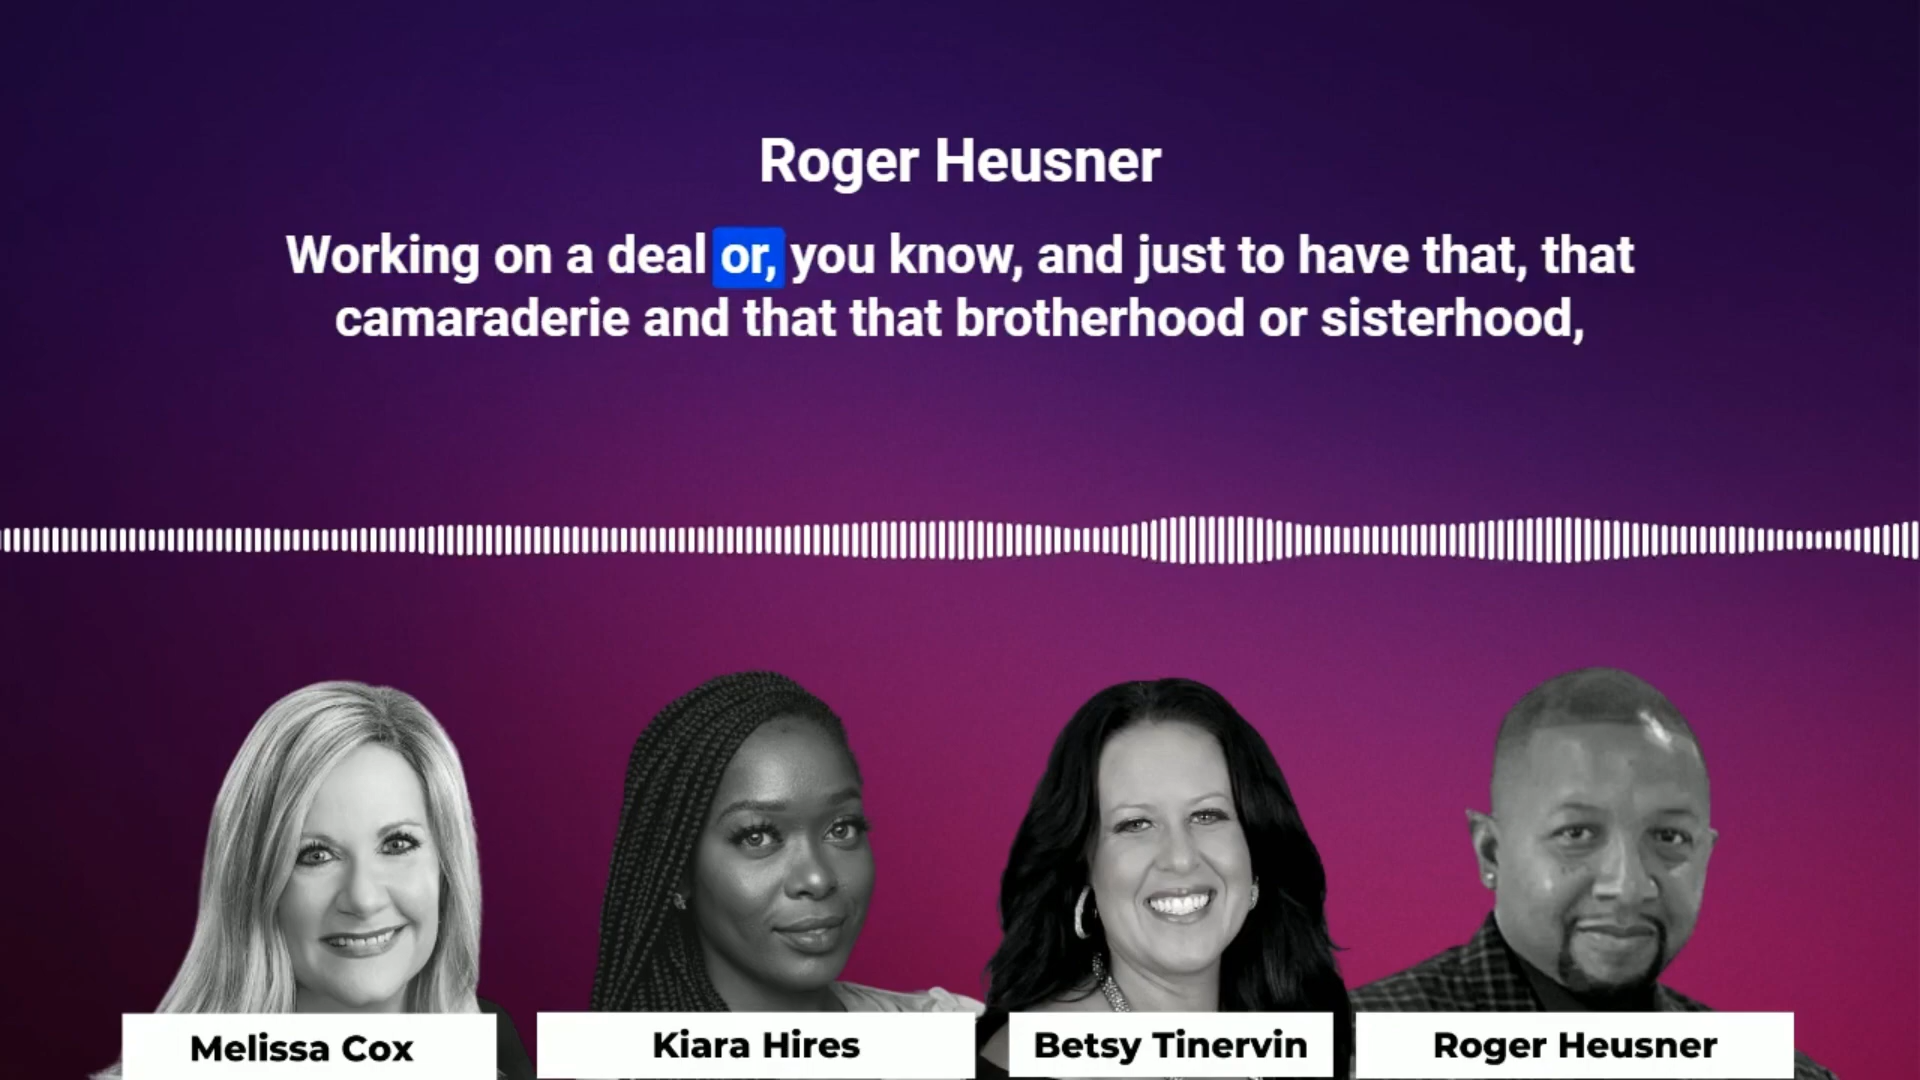 Roger Heusner
Working on a deal or, you know, and just to have that, that
camaraderie and that that brotherhood or sisterhood,
Melissa Cox
Kiara Hires
Betsy Tinervin
Roger Heusner